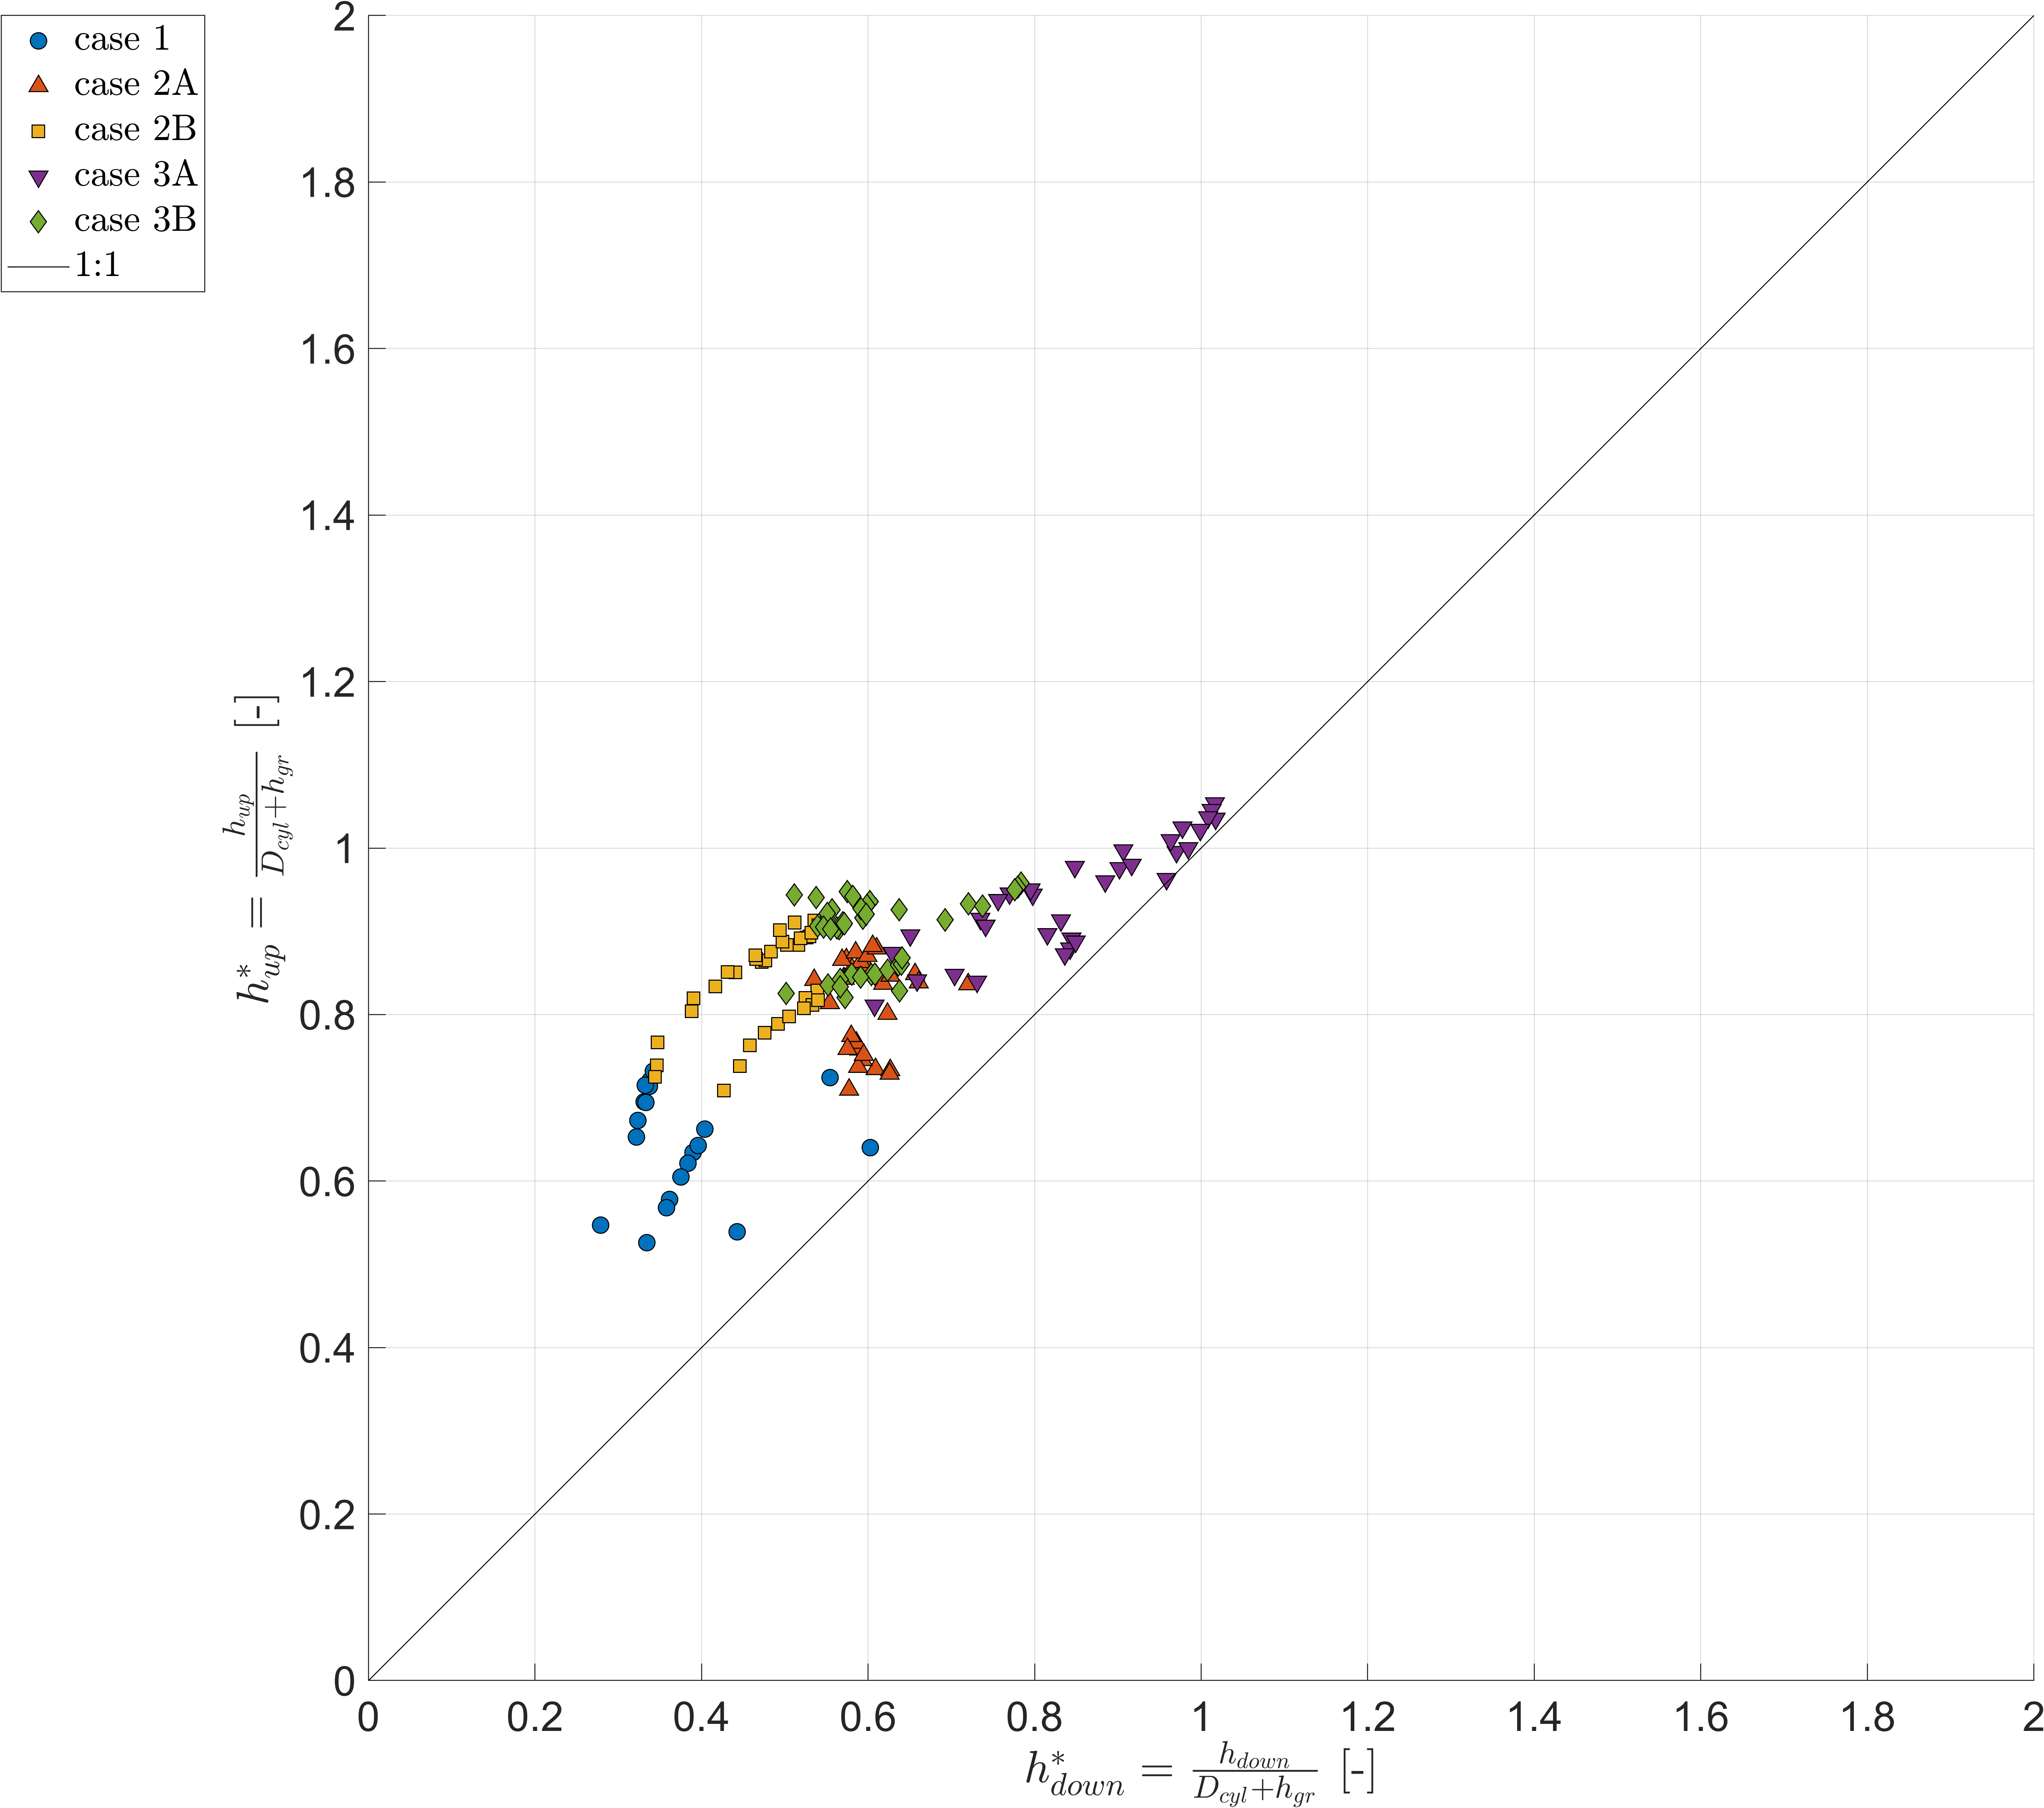 case 1
case 2A
case 2B
case 3A
case 3B
1:1
2
1.8
1.6
1.4
1.2
1
0.8
0.6
0.4
0.2
0
h*up = hup / Dcyl+hgr [-]
0 0.2 0.4 0.6 0.8 1 1.2 1.4 1.6 1.8 2
h*down = hdown / Dcyl+hgr [-]